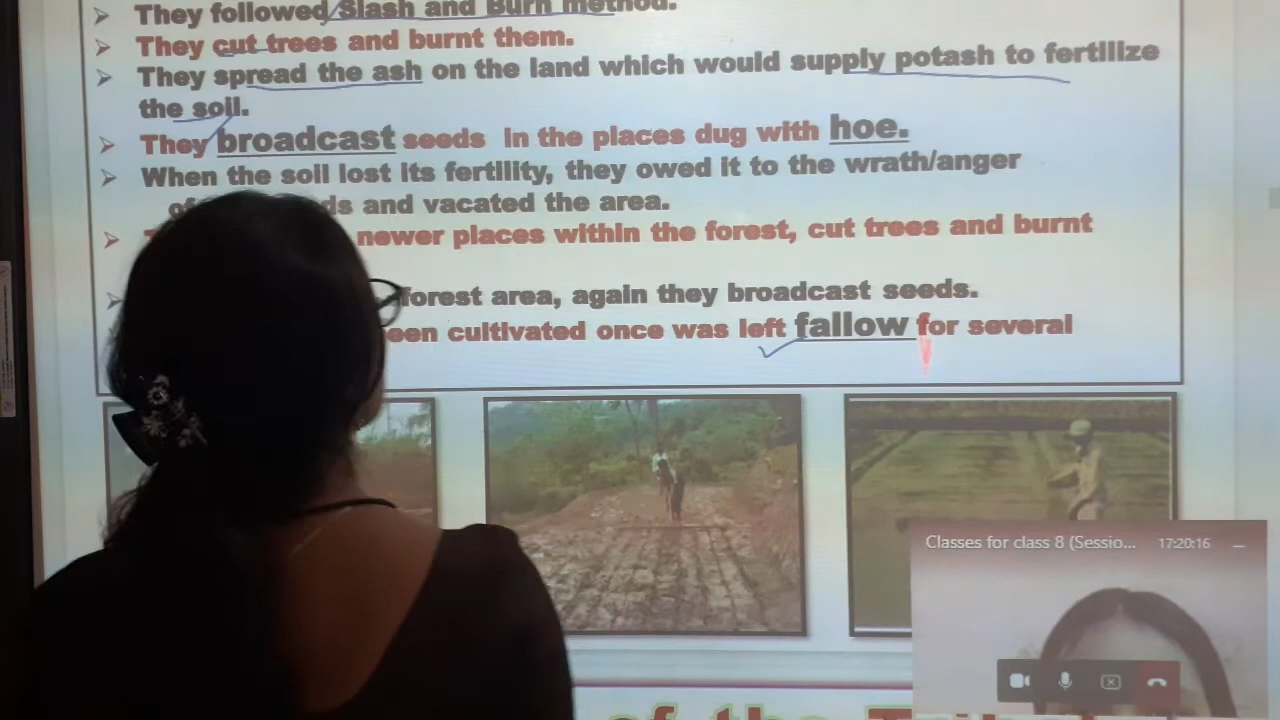 They followed Slash and Burn method.
They cut trees and burnt them.
They spread the ash on the land which would supply potash to fertilize
the soil.
They broadcast seeds in the places dug with hoe.
When the soil lost its fertility, they owed it to the wrath/anger
of ds and vacated the area.
newer places within the forest, cut trees and burnt
forest area, again they broadcast seeds.
een cultivated once was left fallow for several
Classes for class 8 (Sessio... 17:20:16
of the